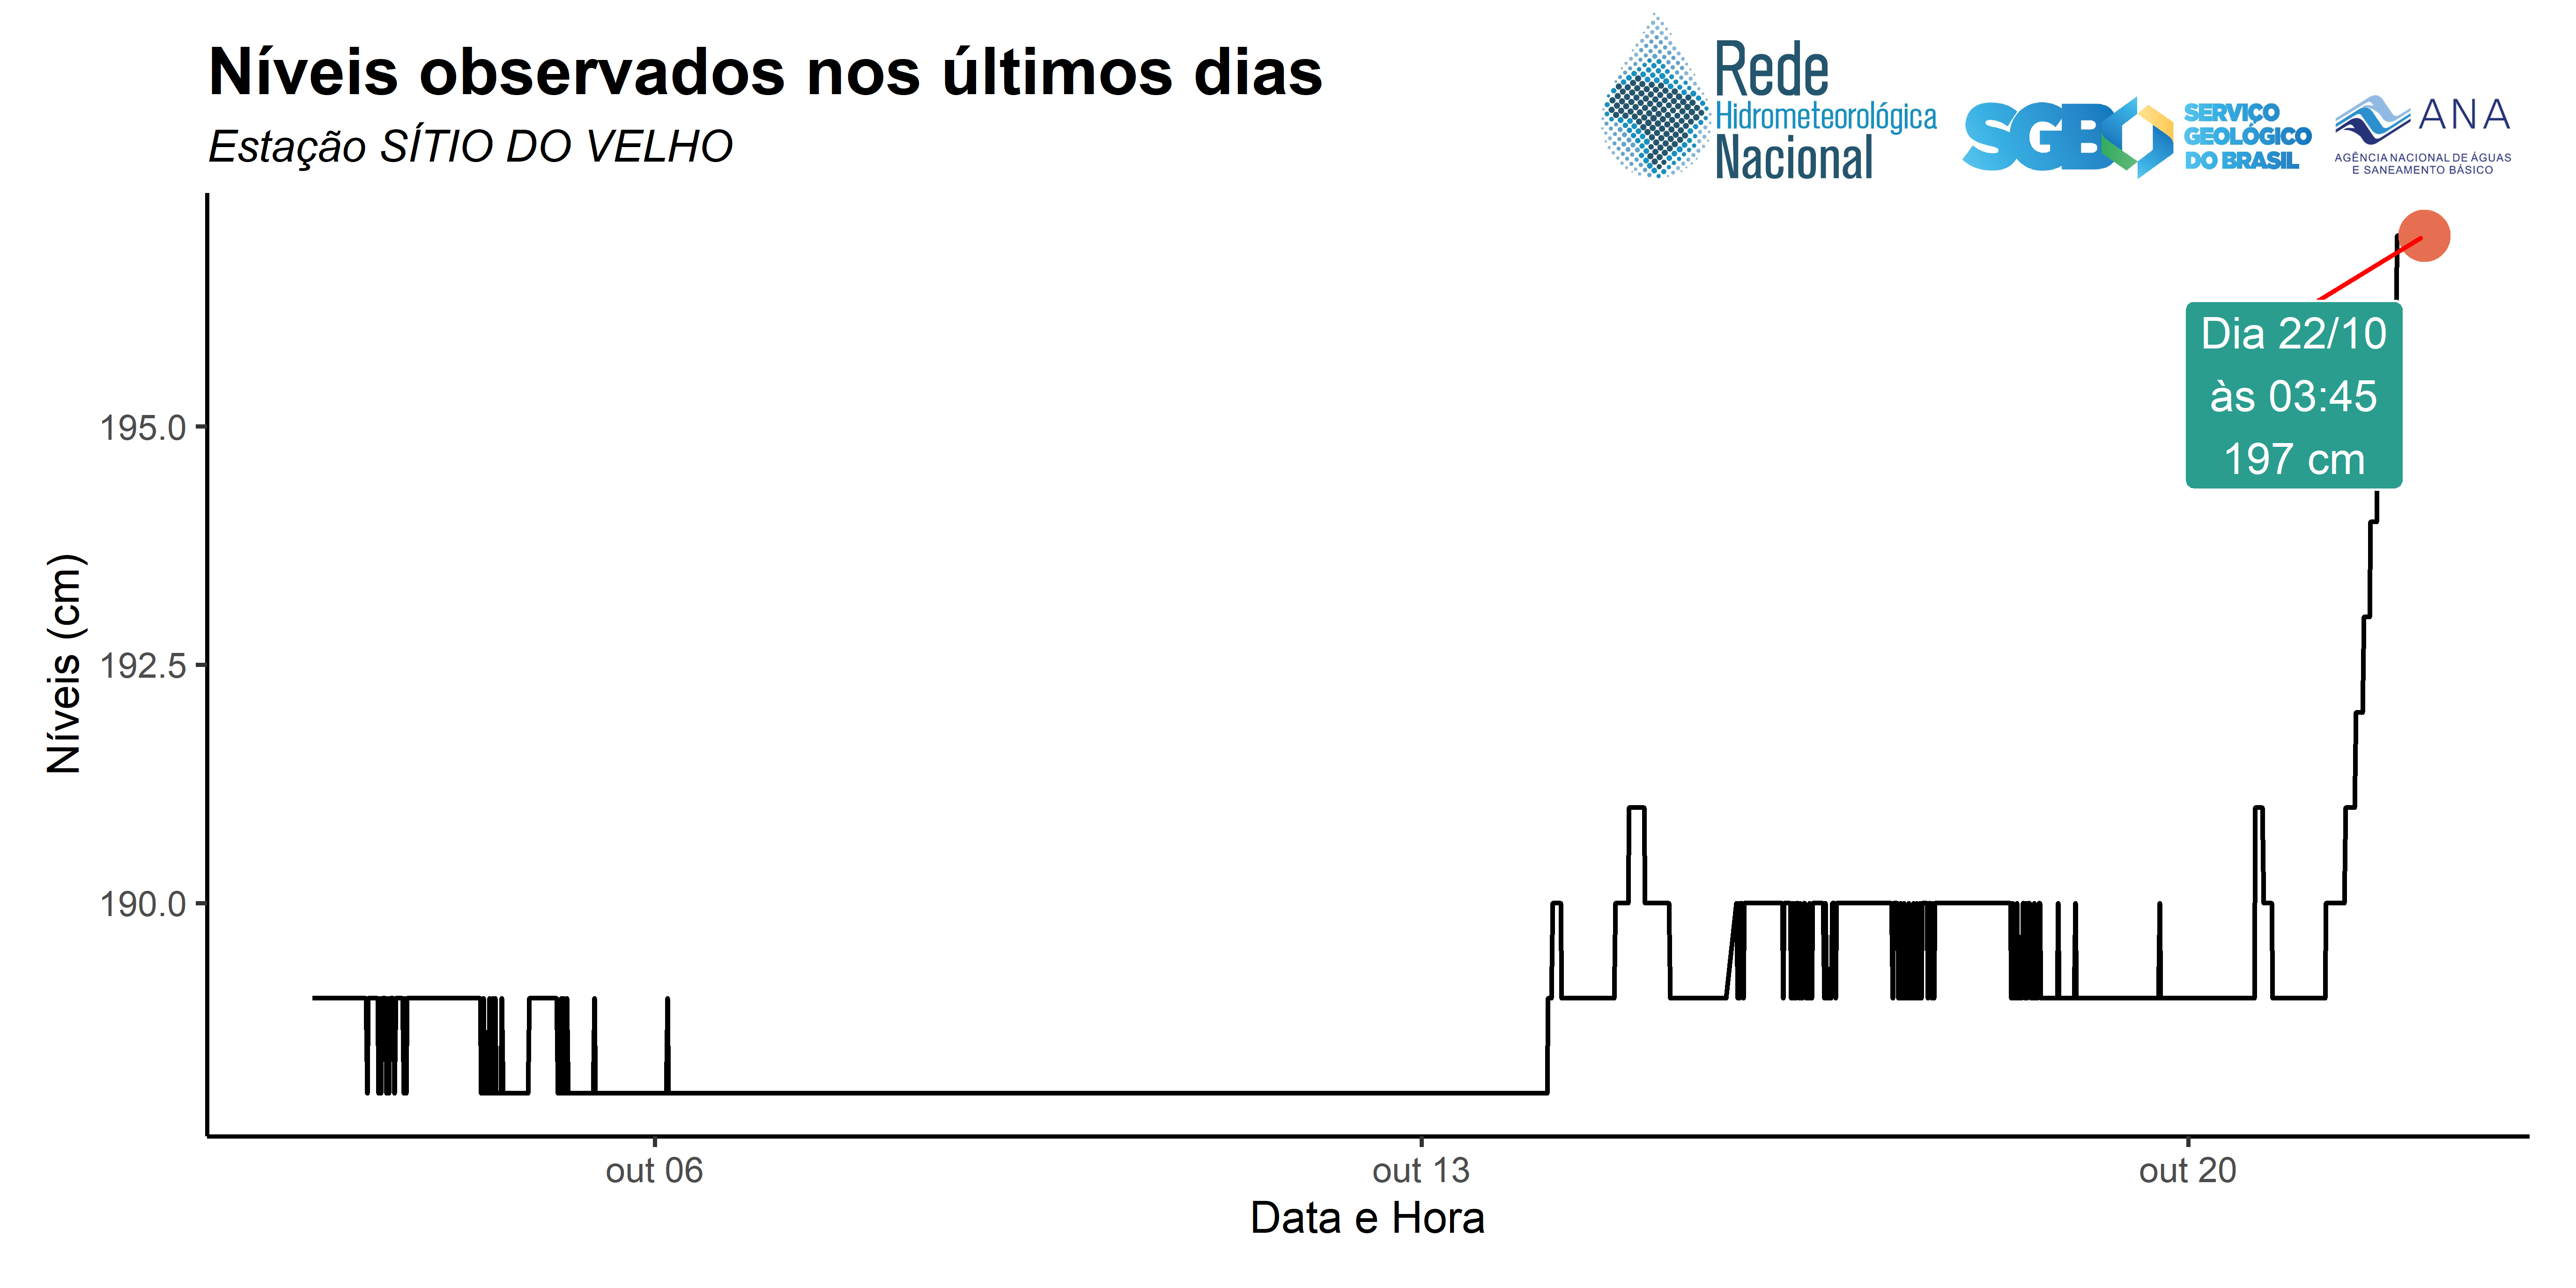 Níveis observados nos últimos dias
Estação SÍTIO DO VELHO
Rede
Hidrometeorológica
Nacional
SGB
SERVIÇO
GEOLÓGICO
DO BRASIL
ANA
AGÊNCIA NACIONAL DE ÁGUAS
E SANEAMENTO BÁSICO
Dia 22/10
às 03:45
197 cm
Níveis (cm)
195.0
192.5
190.0
out 06
out 13
out 20
Data e Hora